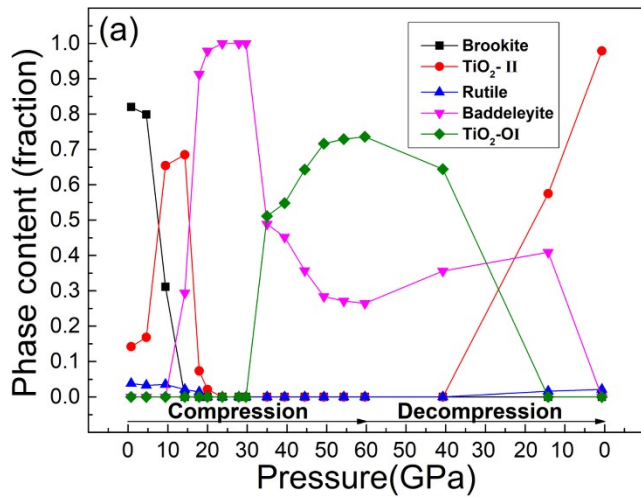 (a)
Brookite
TiO₂- II
Rutile
Baddeleyite
TiO₂-OI
Phase content (fraction)
1.0
0.9
0.8
0.7
0.6
0.5
0.4
0.3
0.2
0.1
0.0
Compression
Decompression
0 10 20 30 40 50 60 50 40 30 20 10 0
Pressure(GPa)